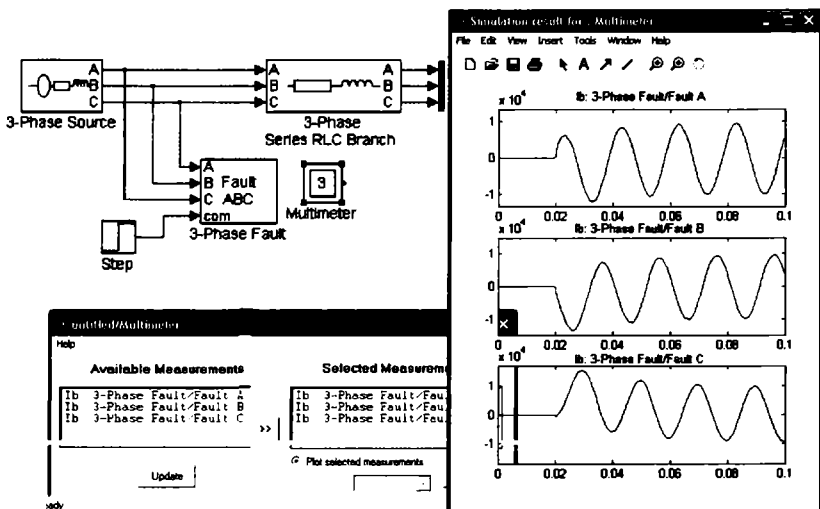 A
B
C
3-Phase Source
A
B
C
A
B
C
3-Phase
Series RLC Branch
A
B Fault
C ABC
com
3-Phase Fault
3
Multimeter
Step
Simulation result for : Multimeter
File Edit View Insert Tools Window Help
A
x 10^4
Ib: 3-Phase Fault/Fault A
1
0
-1
0 0.02 0.04 0.06 0.08 0.1
x 10^4
Ib: 3-Phase Fault/Fault B
1
0
-1
0 0.02 0.04 0.06 0.08 0.1
x 10^4
Ib: 3-Phase Fault/Fault C
1
0
-1
0 0.02 0.04 0.06 0.08 0.1
untitled/Multimeter
Help
Available Measurements
Selected Measurem
Ib 3-Phase Fault/Fault A
Ib 3-Phase Fault/Fault B
Ib 3-Phase Fault/Fault C
>>
Ib 3-Phase Fault/Fau
Ib 3-Phase Fault/Fau
Ib 3-Phase Fault/Fau
Update
Plot selected measurements
eady